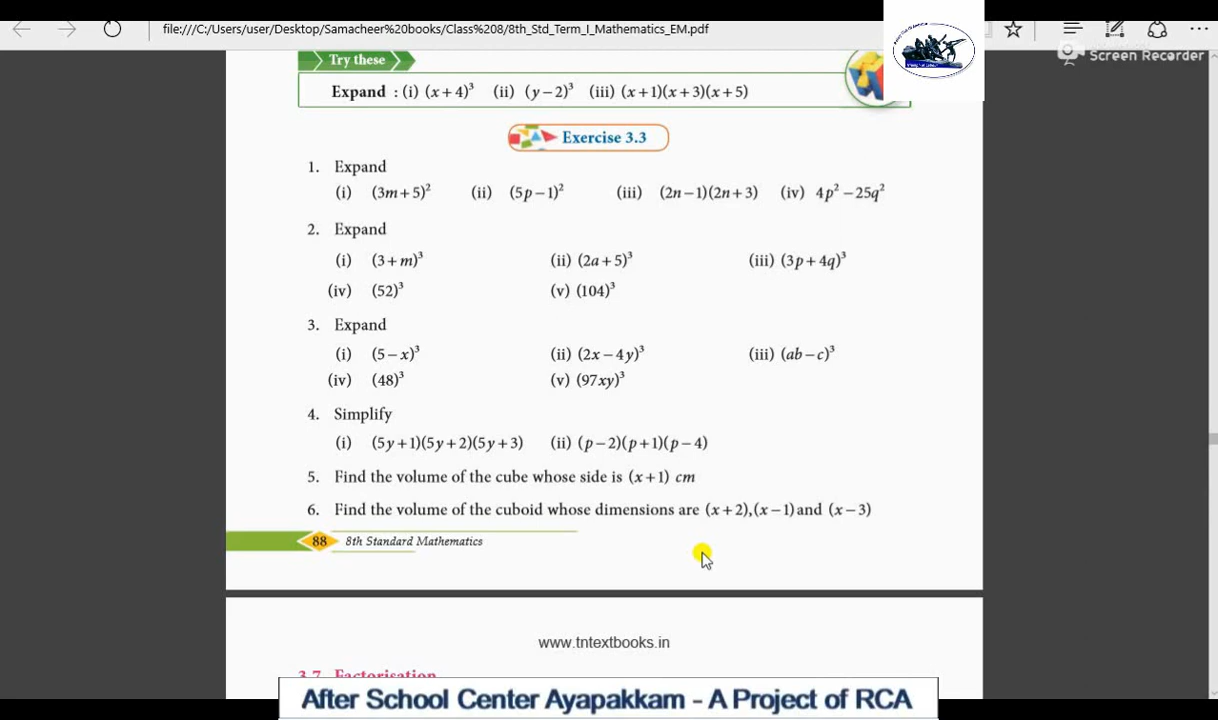 file:///C:/Users/user/Desktop/Samacheer%20books/Class%208/8th_Std_Term_I_Mathematics_EM.pdf
Screen Recorder
Try these
Expand : (i) (x + 4)³ (ii) (y − 2)³ (iii) (x + 1)(x + 3)(x + 5)
Exercise 3.3
1. Expand
(i) (3m + 5)² (ii) (5p − 1)² (iii) (2n − 1)(2n + 3) (iv) 4p² − 25q²
2. Expand
(i) (3 + m)³ (ii) (2a + 5)³ (iii) (3p + 4q)³
(iv) (52)³ (v) (104)³
3. Expand
(i) (5 − x)³ (ii) (2x − 4y)³ (iii) (ab − c)³
(iv) (48)³ (v) (97xy)³
4. Simplify
(i) (5y + 1)(5y + 2)(5y + 3) (ii) (p − 2)(p + 1)(p − 4)
5. Find the volume of the cube whose side is (x + 1) cm
6. Find the volume of the cuboid whose dimensions are (x + 2),(x − 1) and (x − 3)
88 8th Standard Mathematics
www.tntextbooks.in
3.7 Factorisation
After School Center Ayapakkam - A Project of RCA